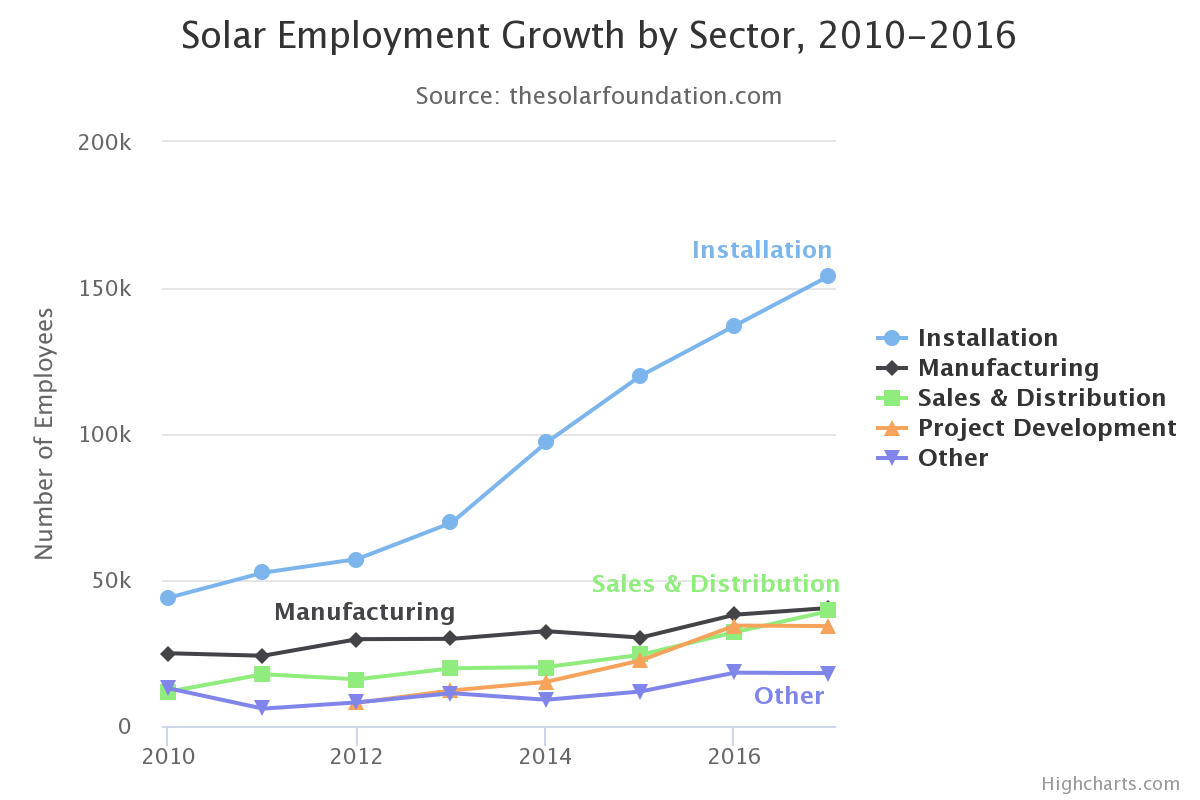 Solar Employment Growth by Sector, 2010-2016
Source: thesolarfoundation.com
Number of Employees
200k
150k
100k
50k
0
Installation
Sales & Distribution
Manufacturing
Other
2010
2012
2014
2016
Installation
Manufacturing
Sales & Distribution
Project Development
Other
Highcharts.com